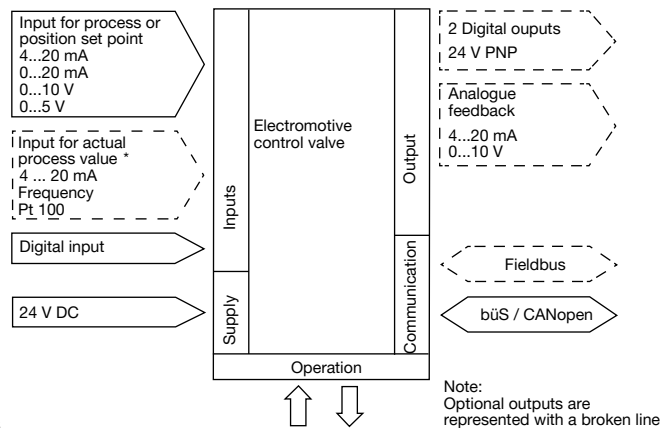 Input for process or
position set point
4...20 mA
0...20 mA
0...10 V
0...5 V
Input for actual
process value *
4 ... 20 mA
Frequency
Pt 100
Digital input
24 V DC
Inputs
Supply
Electromotive
control valve
Output
Communication
Operation
2 Digital ouputs
24 V PNP
Analogue
feedback
4...20 mA
0...10 V
Fieldbus
büS / CANopen
Note:
Optional outputs are
represented with a broken line